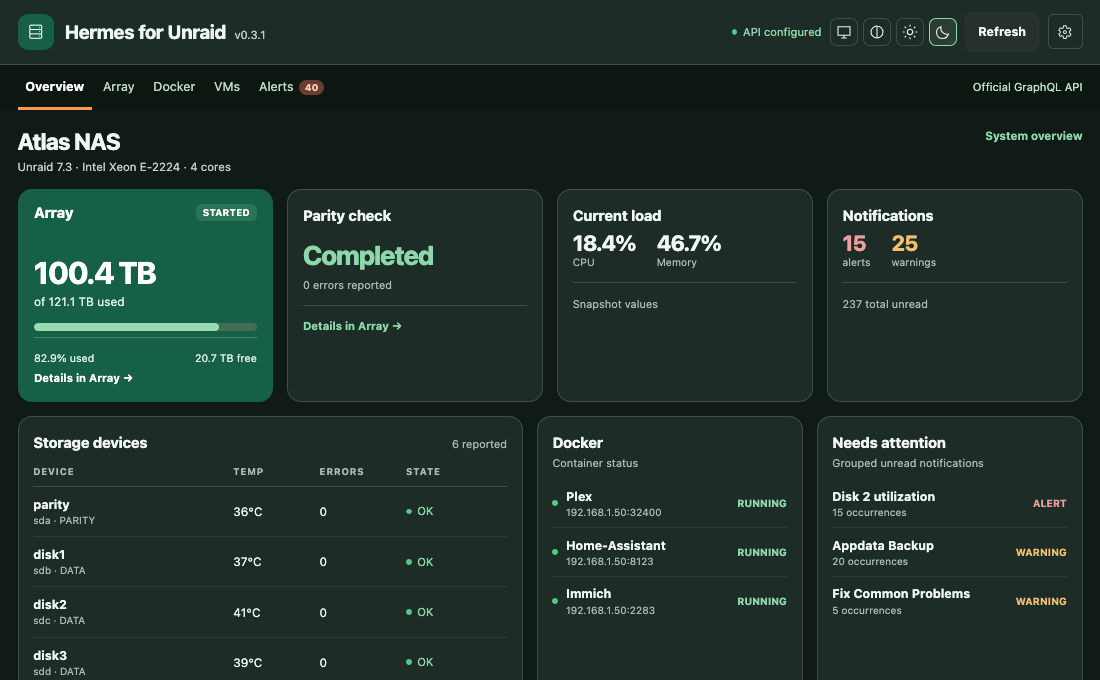 Hermes for Unraid v0.3.1
API configured
Refresh
Overview Array Docker VMs Alerts 40
Official GraphQL API
Atlas NAS
System overview
Unraid 7.3 · Intel Xeon E-2224 · 4 cores
Array STARTED
100.4 TB
of 121.1 TB used
82.9% used 20.7 TB free
Details in Array →
Parity check
Completed
0 errors reported
Details in Array →
Current load
18.4% 46.7%
CPU Memory
Snapshot values
Notifications
15 25
alerts warnings
237 total unread
Storage devices 6 reported
DEVICE TEMP ERRORS STATE
parity
sda · PARITY
36°C 0 OK
disk1
sdb · DATA
37°C 0 OK
disk2
sdc · DATA
41°C 0 OK
disk3
sdd · DATA
39°C 0 OK
Docker
Container status
Plex
192.168.1.50:32400
RUNNING
Home-Assistant
192.168.1.50:8123
RUNNING
Immich
192.168.1.50:2283
RUNNING
Needs attention
Grouped unread notifications
Disk 2 utilization
15 occurrences
ALERT
Appdata Backup
20 occurrences
WARNING
Fix Common Problems
5 occurrences
WARNING